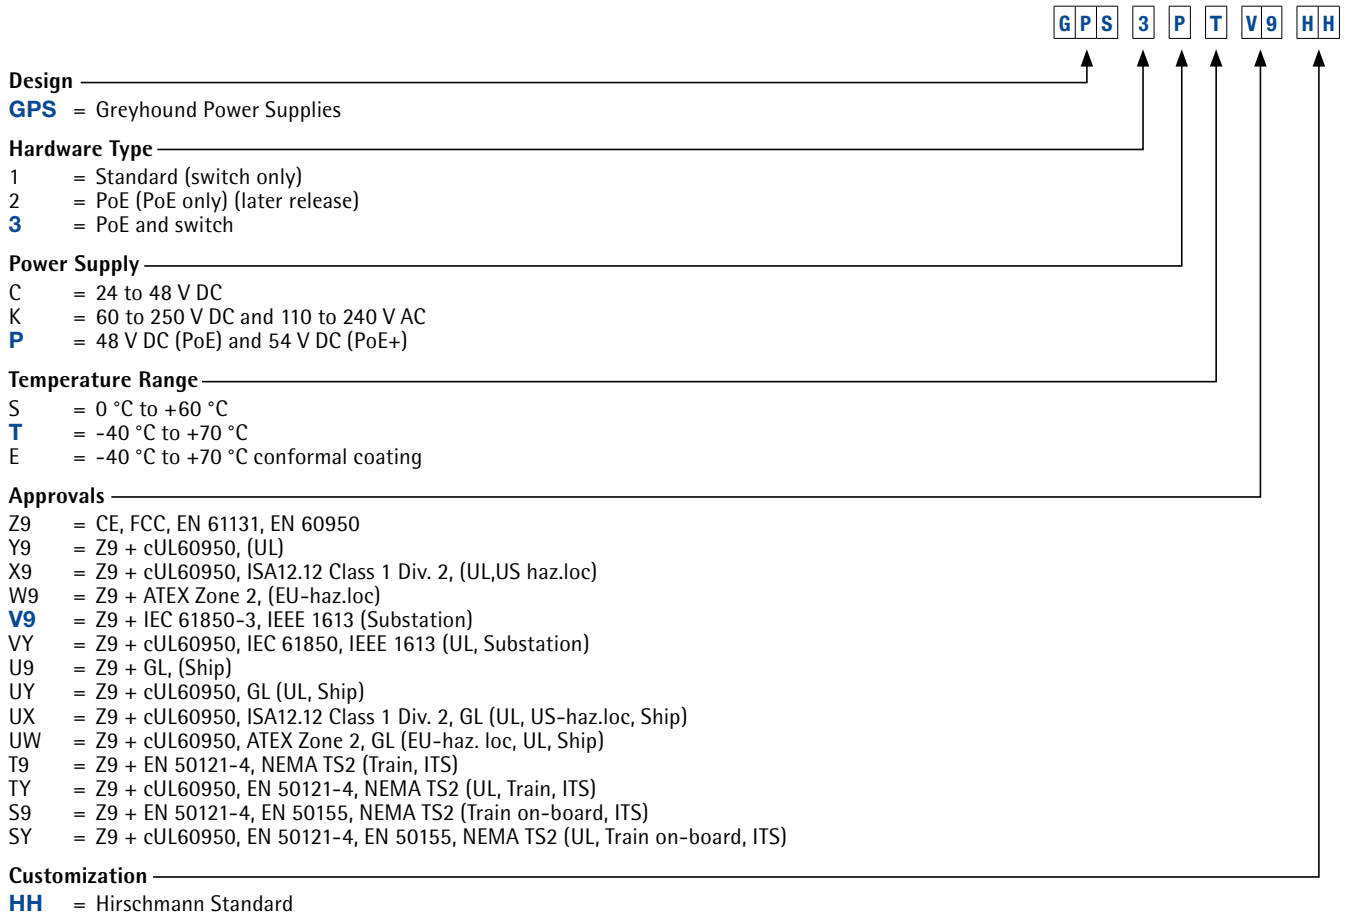 GPS 3 P T V9 HH
Design
GPS = Greyhound Power Supplies
Hardware Type
1 = Standard (switch only)
2 = PoE (PoE only) (later release)
3 = PoE and switch
Power Supply
C = 24 to 48 V DC
K = 60 to 250 V DC and 110 to 240 V AC
P = 48 V DC (PoE) and 54 V DC (PoE+)
Temperature Range
S = 0 °C to +60 °C
T = -40 °C to +70 °C
E = -40 °C to +70 °C conformal coating
Approvals
Z9 = CE, FCC, EN 61131, EN 60950
Y9 = Z9 + cUL60950, (UL)
X9 = Z9 + cUL60950, ISA12.12 Class 1 Div. 2, (UL,US haz.loc)
W9 = Z9 + ATEX Zone 2, (EU-haz.loc)
V9 = Z9 + IEC 61850-3, IEEE 1613 (Substation)
VY = Z9 + cUL60950, IEC 61850, IEEE 1613 (UL, Substation)
U9 = Z9 + GL, (Ship)
UY = Z9 + cUL60950, GL (UL, Ship)
UX = Z9 + cUL60950, ISA12.12 Class 1 Div. 2, GL (UL, US-haz.loc, Ship)
UW = Z9 + cUL60950, ATEX Zone 2, GL (EU-haz. loc, UL, Ship)
T9 = Z9 + EN 50121-4, NEMA TS2 (Train, ITS)
TY = Z9 + cUL60950, EN 50121-4, NEMA TS2 (UL, Train, ITS)
S9 = Z9 + EN 50121-4, EN 50155, NEMA TS2 (Train on-board, ITS)
SY = Z9 + cUL60950, EN 50121-4, EN 50155, NEMA TS2 (UL, Train on-board, ITS)
Customization
HH = Hirschmann Standard